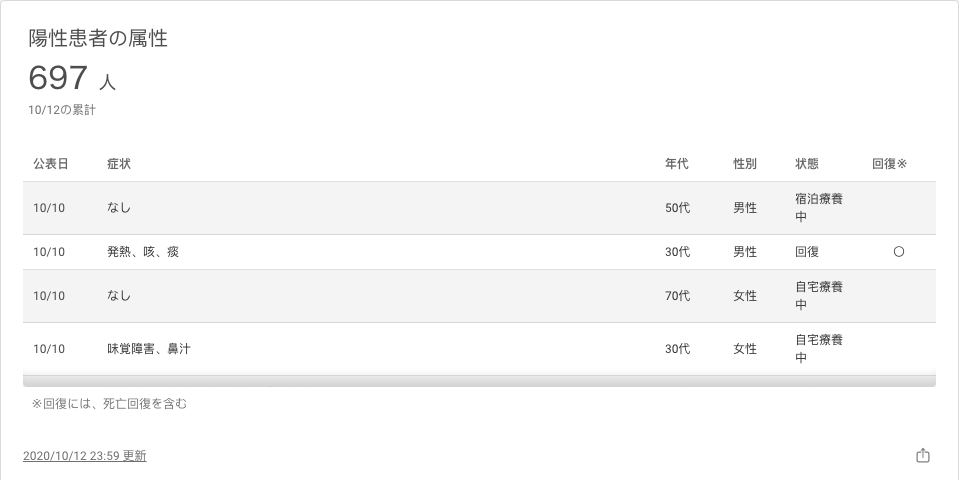 陽性患者の属性
697 人
10/12の累計
公表日 症状 年代 性別 状態 回復※
10/10 なし 50代 男性 宿泊療養中
10/10 発熱、咳、痰 30代 男性 回復 〇
10/10 なし 70代 女性 自宅療養中
10/10 味覚障害、鼻汁 30代 女性 自宅療養中
※回復には、死亡回復を含む
2020/10/12 23:59 更新